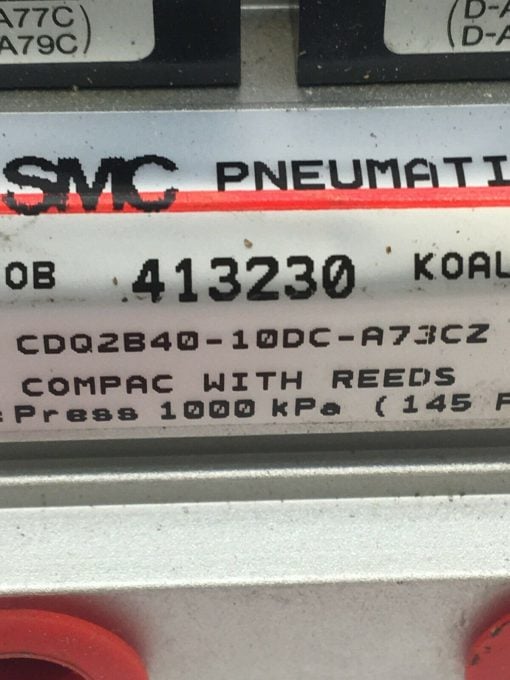 A77C
A79C)
(D-A
D-A
SMC PNEUMATI
OB 413230 KOAL
CDQ2B40-10DC-A73CZ
COMPAC WITH REEDS
:Press 1000 kPa (145 P